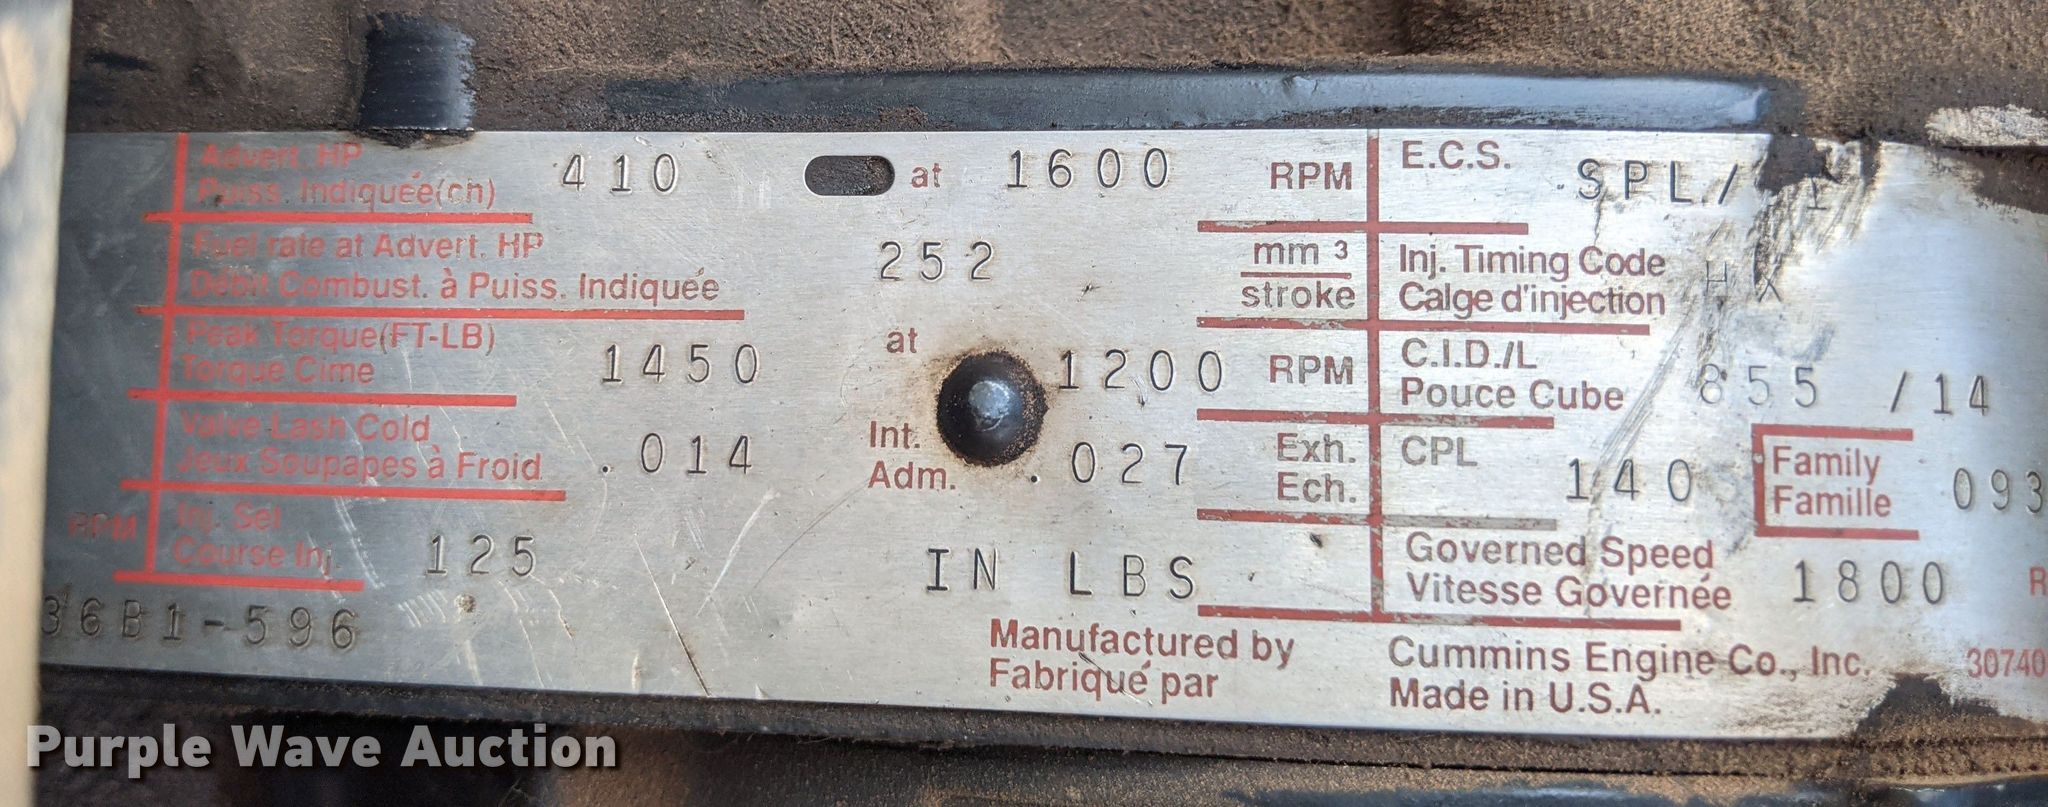 Advert. HP 410 at 1600 RPM
Puiss. Indiquée(ch)
Fuel rate at Advert. HP 252 mm 3
Débit Combust. à Puiss. Indiquée stroke
Peak Torque(FT-LB) 1450 at 1200 RPM
Torque Cime
Valve Lash Cold .014 Int. .027 Exh.
Jeux Soupapes à Froid Adm. Ech.
RPM Inj. Set 125 IN LBS
Course Inj.
36B1-596
E.C.S. SPL/
Inj. Timing Code HX
Calge d'injection
C.I.D./L 855 /14
Pouce Cube
CPL 140 Family 093
Famille
Governed Speed 1800 R
Vitesse Governée
Manufactured by Cummins Engine Co., Inc. 30740
Fabriqué par Made in U.S.A.
Purple Wave Auction